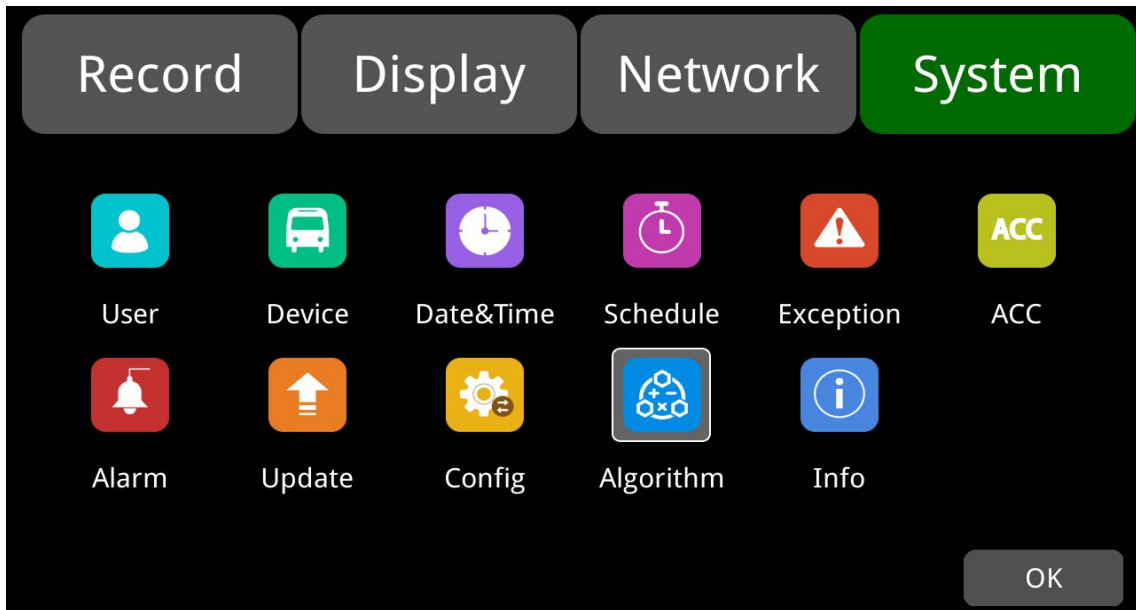 Record Display Network System
ACC
User Device Date&Time Schedule Exception ACC
Alarm Update Config Algorithm Info
OK